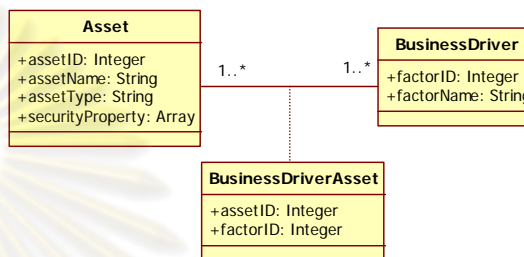 Asset
+assetID: Integer
+assetName: String
+assetType: String
+securityProperty: Array
1..*
1..*
BusinessDriver
+factorID: Integer
+factorName: String
BusinessDriverAsset
+assetID: Integer
+factorID: Integer